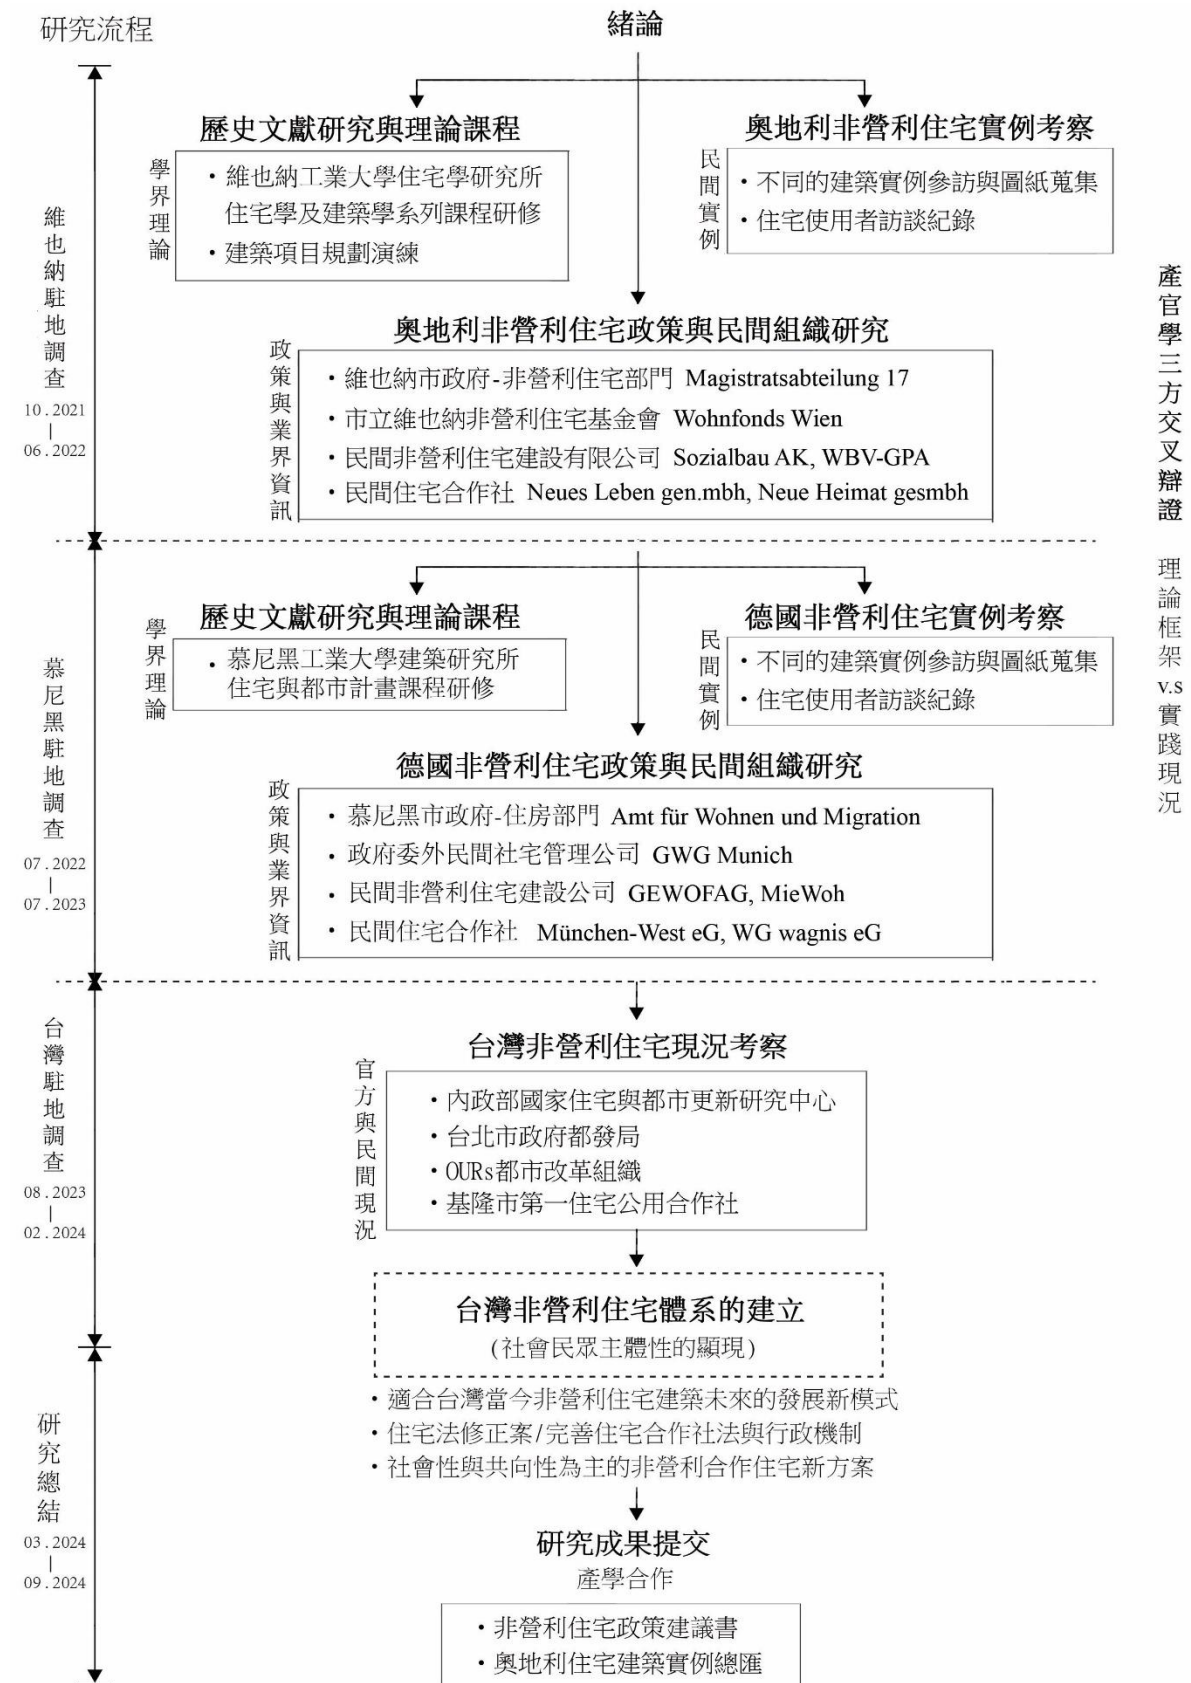 研究流程
緒論
歷史文獻研究與理論課程
學界理論
・維也納工業大學住宅學研究所
住宅學及建築學系列課程研修
・建築項目規劃演練
奧地利非營利住宅實例考察
民間實例
・不同的建築實例參訪與圖紙蒐集
・住宅使用者訪談紀錄
維也納駐地調查
10.2021
|
06.2022
奧地利非營利住宅政策與民間組織研究
政策與業界資訊
・維也納市政府-非營利住宅部門 Magistratsabteilung 17
・市立維也納非營利住宅基金會 Wohnfonds Wien
・民間非營利住宅建設有限公司 Sozialbau AK, WBV-GPA
・民間住宅合作社 Neues Leben gen.mbh, Neue Heimat gesmbh
產官學三方交叉辯證 理論框架v.s實踐現況
歷史文獻研究與理論課程
學界理論
・慕尼黑工業大學建築研究所
住宅與都市計畫課程研修
德國非營利住宅實例考察
民間實例
・不同的建築實例參訪與圖紙蒐集
・住宅使用者訪談紀錄
慕尼黑駐地調查
07.2022
|
07.2023
德國非營利住宅政策與民間組織研究
政策與業界資訊
・慕尼黑市政府-住房部門 Amt für Wohnen und Migration
・政府委外民間社宅管理公司 GWG Munich
・民間非營利住宅建設公司 GEWOFAG, MieWoh
・民間住宅合作社 München-West eG, WG wagnis eG
台灣駐地調查
08.2023
|
02.2024
台灣非營利住宅現況考察
官方與民間現況
・內政部國家住宅與都市更新研究中心
・台北市政府都發局
・OURs都市改革組織
・基隆市第一住宅公用合作社
台灣非營利住宅體系的建立
(社會民眾主體性的顯現)
・適合台灣當今非營利住宅建築未來的發展新模式
・住宅法修正案/完善住宅合作社法與行政機制
・社會性與共向性為主的非營利合作住宅新方案
研究總結
03.2024
|
09.2024
研究成果提交
產學合作
・非營利住宅政策建議書
・奧地利住宅建築實例總匯